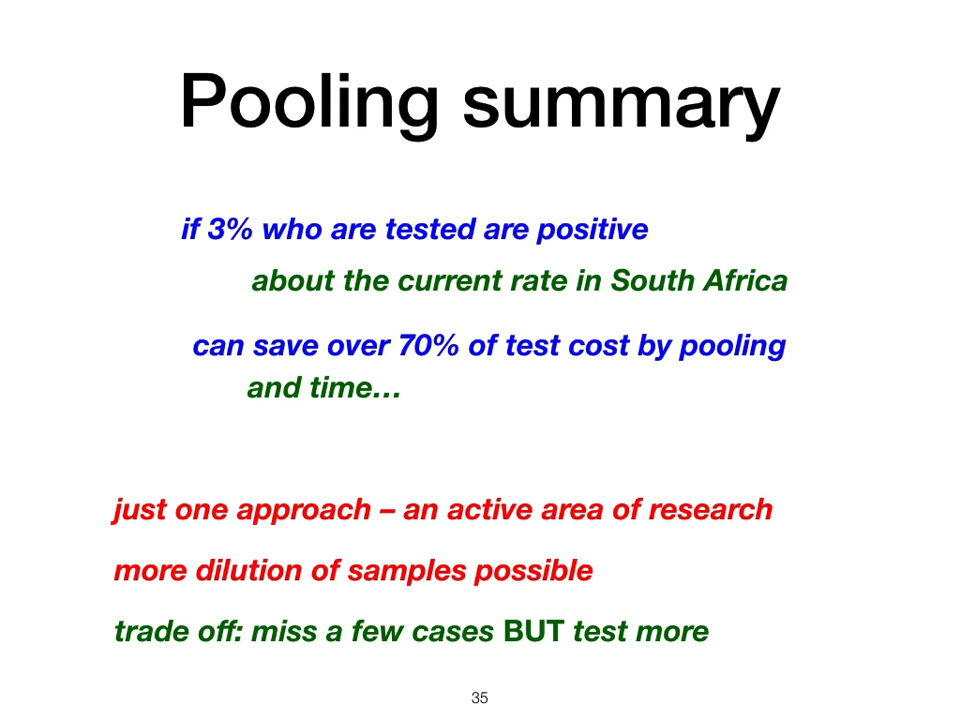 Pooling summary
if 3% who are tested are positive
about the current rate in South Africa
can save over 70% of test cost by pooling
and time…
just one approach – an active area of research
more dilution of samples possible
trade off: miss a few cases BUT test more
35